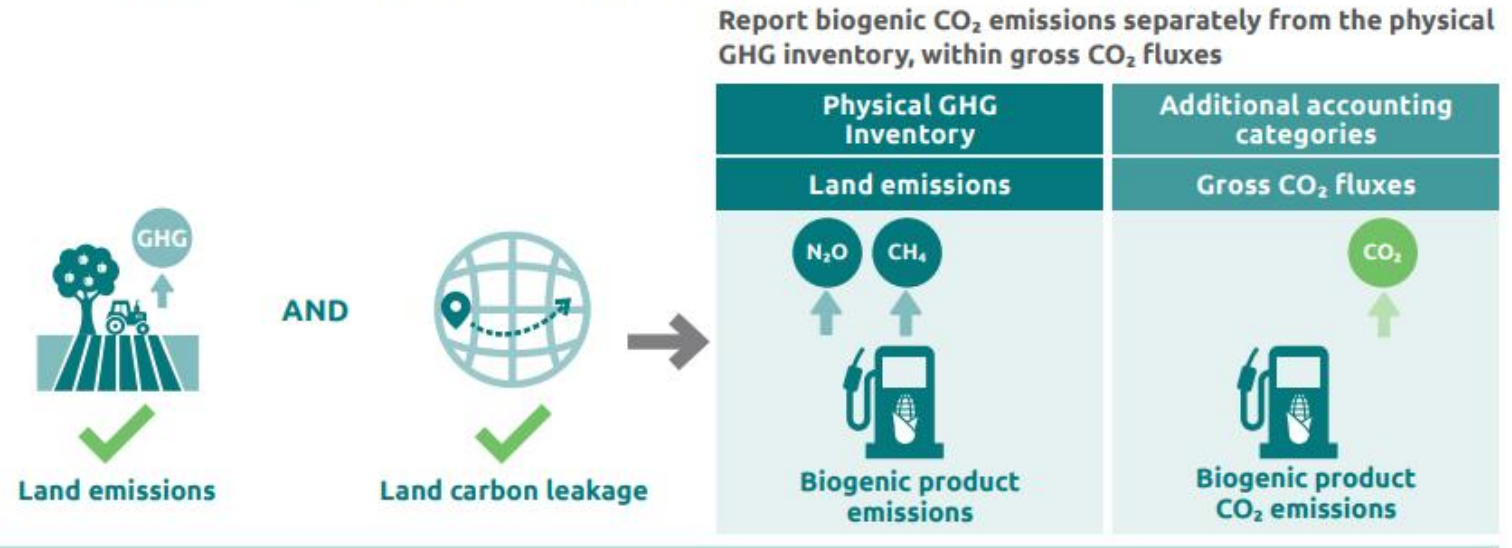 Report biogenic CO₂ emissions separately from the physical
GHG inventory, within gross CO₂ fluxes
Physical GHG
Inventory
Additional accounting
categories
Land emissions
Gross CO₂ fluxes
GHG
AND
N₂O
CH₄
CO₂
Land emissions
Land carbon leakage
Biogenic product
emissions
Biogenic product
CO₂ emissions